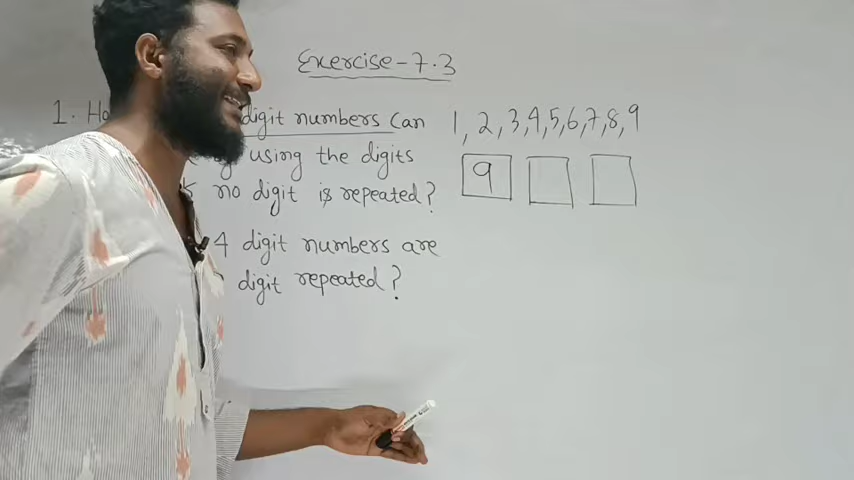 Exercise-7.3
1. Ho digit numbers can
using the digits
no digit is repeated?
4 digit numbers are
digit repeated?
1, 2, 3, 4, 5, 6, 7, 8, 9
9